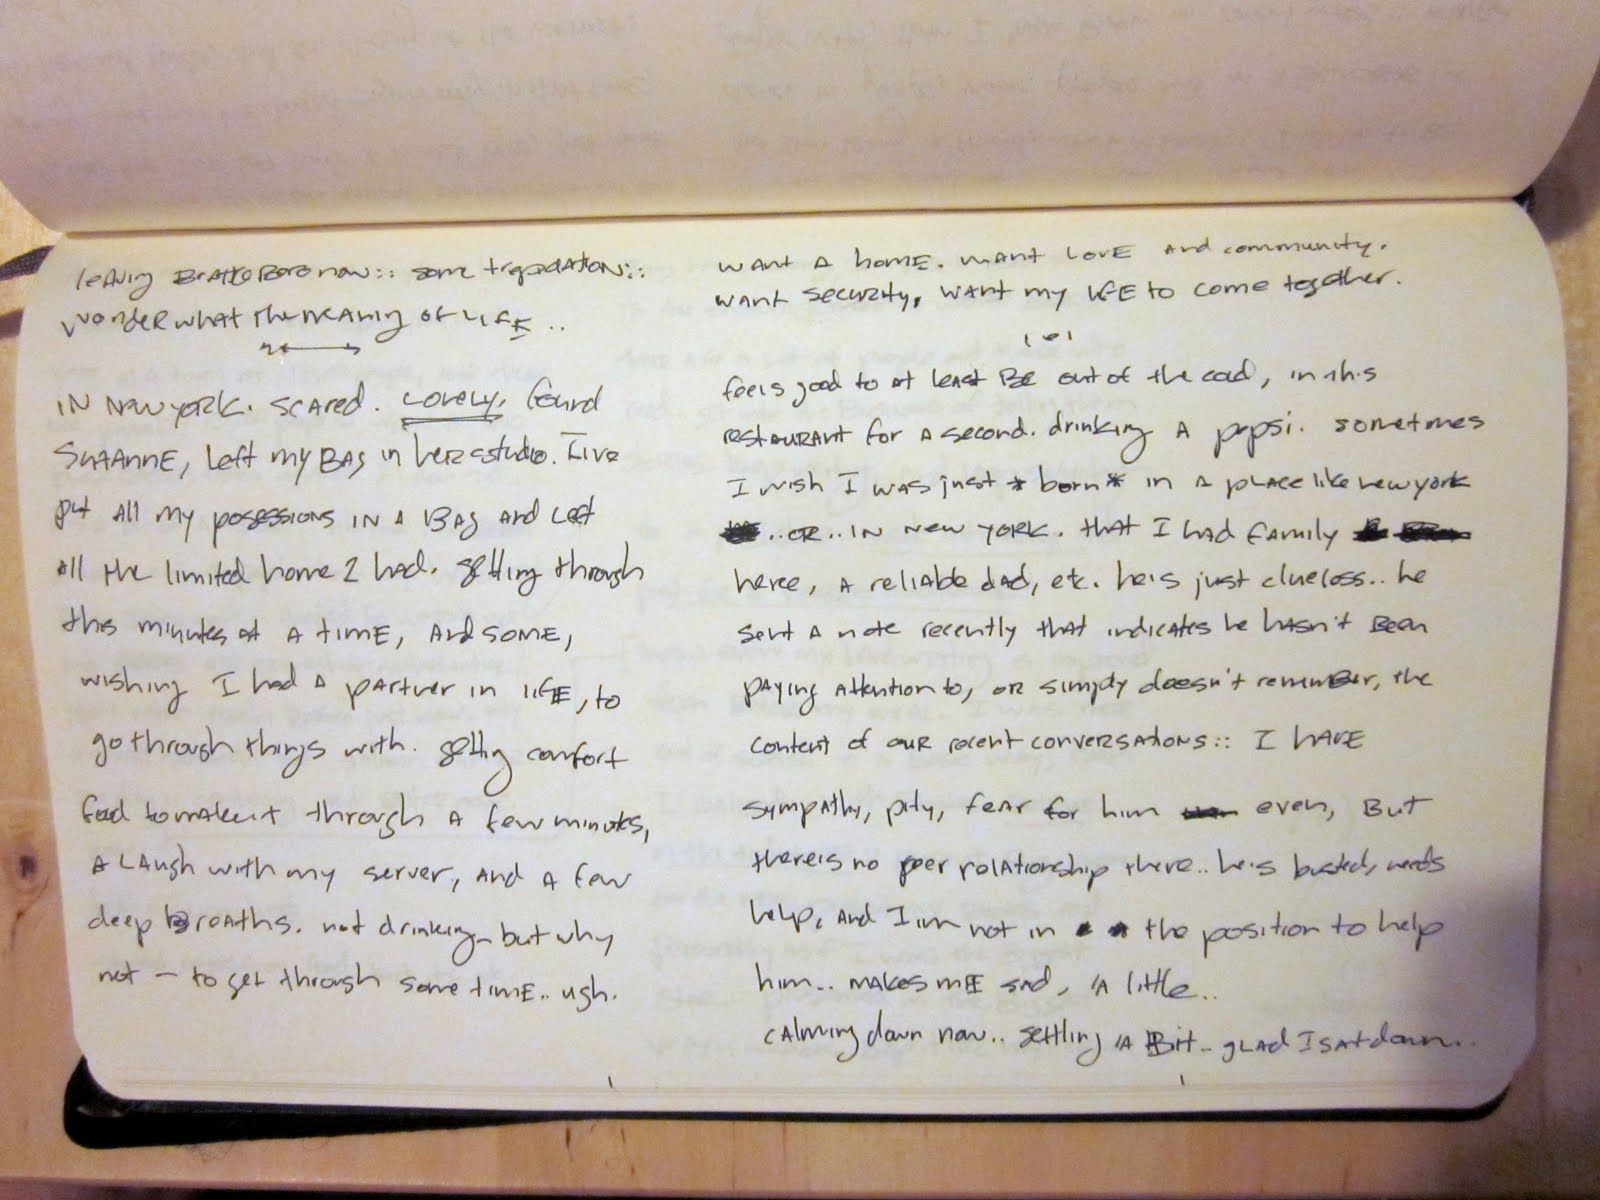 leaving Brattleboro now:: some trepidation::
wonder what the meaning of life..
IN NEW YORK. SCARED. LONELY. found
SUZANNE, left my BAG in her studio. I've
put all my posessions IN A BAG and left
all the limited home I had. getting through
this minutes at A TIME, AND SOME,
wishing I had A partner in life, to
go through things with. getting comfort
food to make it through A few minutes,
A LAUGH with my server, AND A few
deep breaths. not drinking - but why
not — to get through some time.. ugh.
WANT A home. WANT LOVE AND community.
WANT SECURITY, WANT my life to come together.
feels good to at least BE out of the cold, in this
restaurant for a second. drinking A pepsi. sometimes
I wish I was just *born* in A place like new york
..OR..IN NEW YORK. that I had family
here, A reliable dad, etc. he is just clueless.. he
sent A note recently that indicates he hasn't been
paying attention to, or simply doesn't remember, the
content of our recent conversations:: I HAVE
sympathy, pity, fear for him even, But
there is no peer relationship there.. he's busted, needs
help, and I'm not in the position to help
him.. makes me sad, A little..
calming down now.. settling A Bit - glad I sat down..